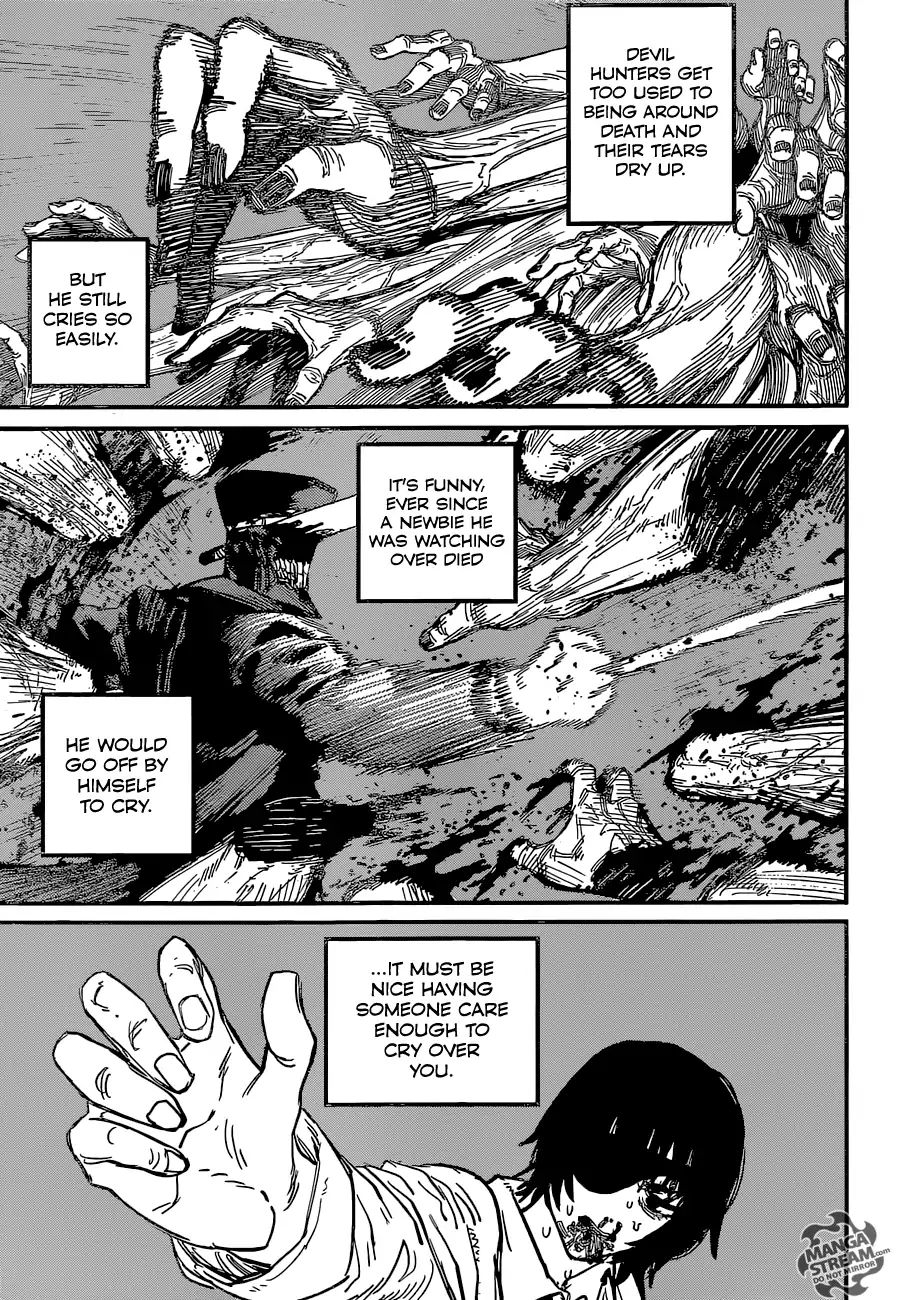 DEVIL
HUNTERS GET
TOO USED TO
BEING AROUND
DEATH AND
THEIR TEARS
DRY UP.
BUT
HE STILL
CRIES SO
EASILY.
IT'S FUNNY,
EVER SINCE
A NEWBIE HE
WAS WATCHING
OVER DIED
HE WOULD
GO OFF BY
HIMSELF
TO CRY.
...IT MUST BE
NICE HAVING
SOMEONE CARE
ENOUGH TO
CRY OVER
YOU.
MANGA
STREAM.com
DO NOT MIRROR